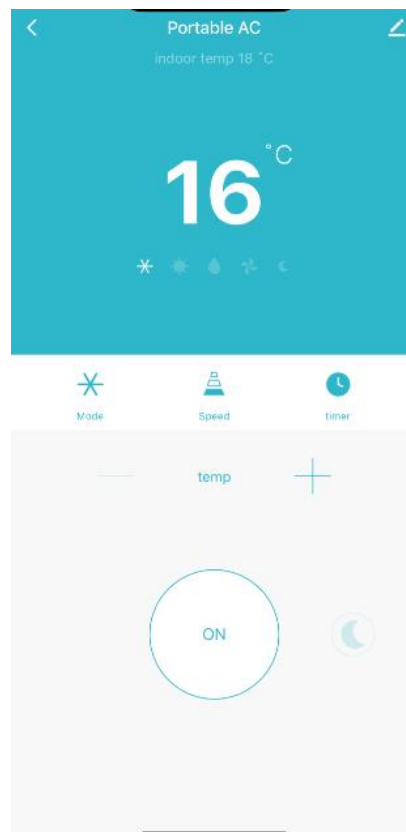 Portable AC
indoor temp 18 °C
16 °C
Mode Speed timer
temp
ON